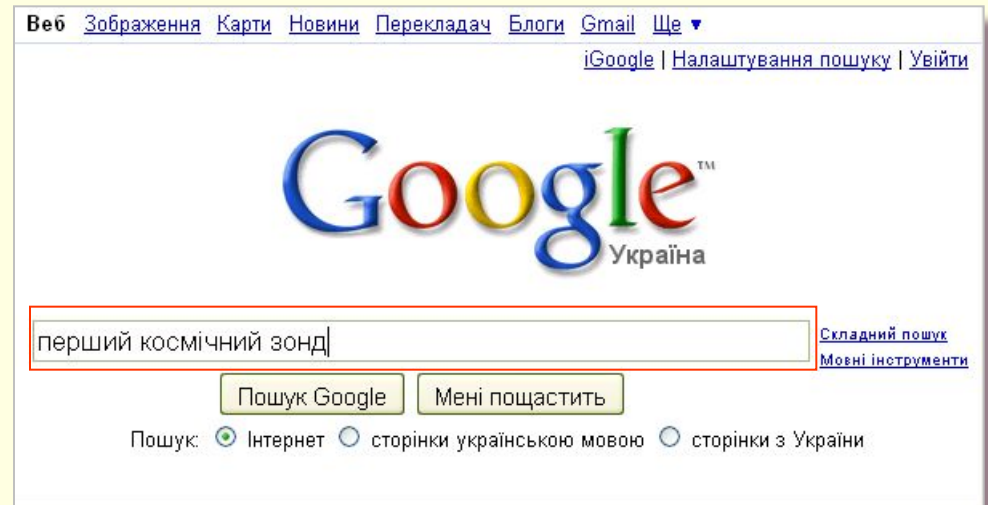 Веб Зображення Карти Новини Перекладач Блоги Gmail Ще ▼
iGoogle | Налаштування пошуку | Увійти
Google™
Україна
перший космічний зонд
Складний пошук
Мовні інструменти
Пошук Google Мені пощастить
Пошук: Інтернет сторінки українською мовою сторінки з України